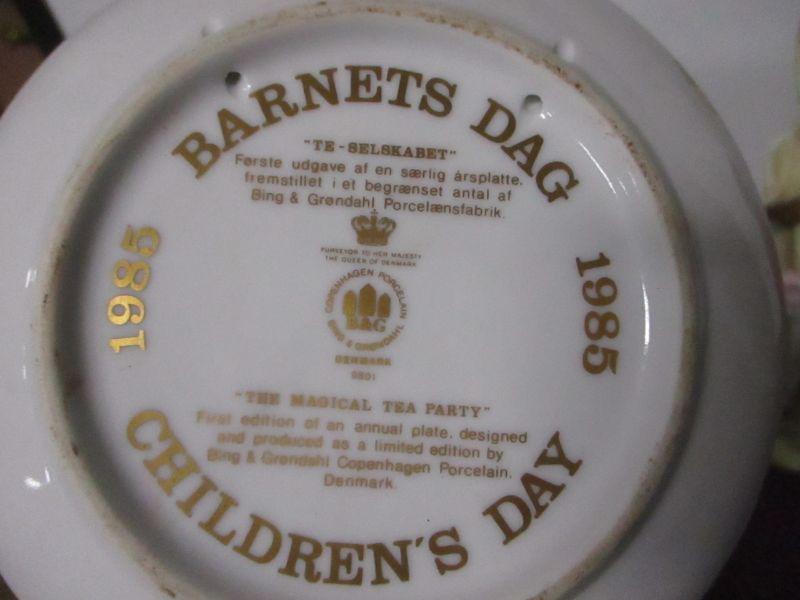 BARNETS DAG
"TE-SELSKABET"
Første udgave af en særlig årsplatte,
fremstillet i et begrænset antal af
Bing & Grøndahl Porcelænsfabrik.
PURVEYOR TO HER MAJESTY
THE QUEEN OF DENMARK
COPENHAGEN PORCELAIN
B&G
BING & GRØNDAHL
DENMARK
9801
1985
1985
"THE MAGICAL TEA PARTY"
First edition of an annual plate, designed
and produced as a limited edition by
Bing & Grøndahl Copenhagen Porcelain,
Denmark.
CHILDREN'S DAY